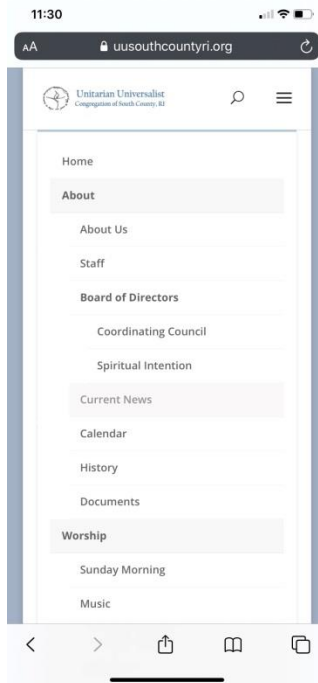 11:30
AA uusouthcountyri.org
Unitarian Universalist
Congregation of South County, RI
Home
About
About Us
Staff
Board of Directors
Coordinating Council
Spiritual Intention
Current News
Calendar
History
Documents
Worship
Sunday Morning
Music